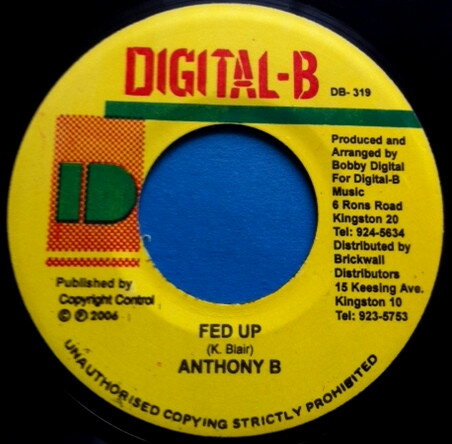 DIGITAL-B
DB- 319
D
Produced and
Arranged by
Bobby Digital
For Digital-B
Music
6 Rons Road
Kingston 20
Tel: 924-5634
Distributed by
Brickwall
Distributors
15 Keesing Ave.
Kingston 10
Tel: 923-5753
Published by
Copyright Control
© ℗ 2006
FED UP
(K. Blair)
ANTHONY B
UNAUTHORISED COPYING STRICTLY PROHIBITED